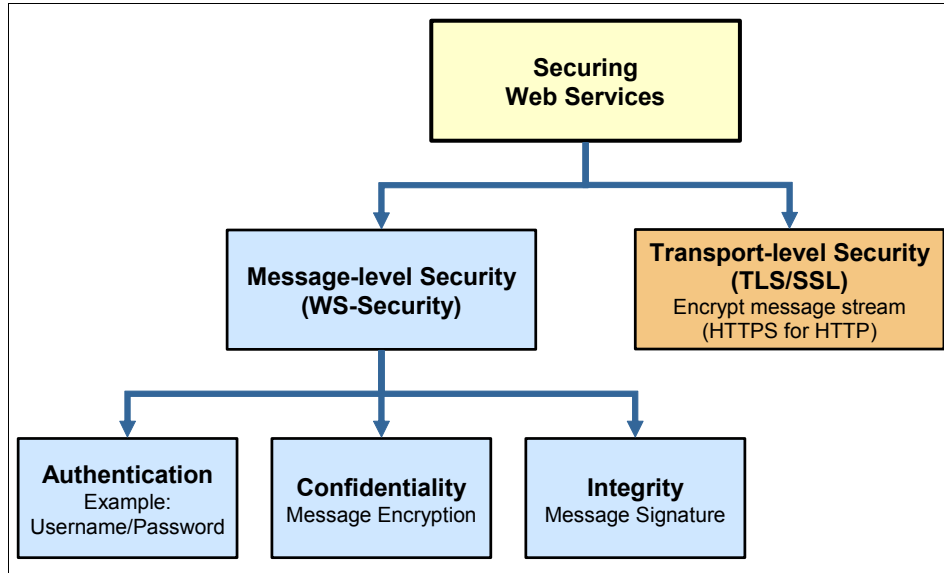 Securing
Web Services
Message-level Security
(WS-Security)
Transport-level Security
(TLS/SSL)
Encrypt message stream
(HTTPS for HTTP)
Authentication
Example:
Username/Password
Confidentiality
Message Encryption
Integrity
Message Signature